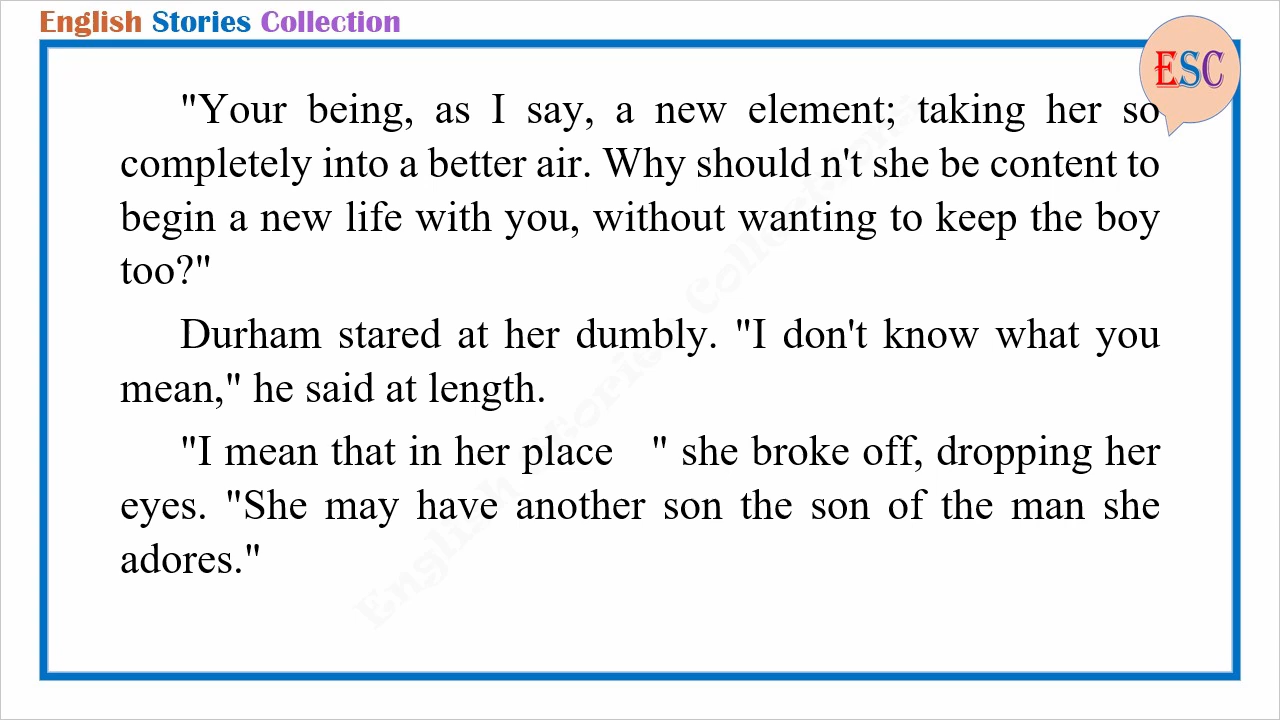 English Stories Collection
ESC
"Your being, as I say, a new element; taking her so
completely into a better air. Why should n't she be content to
begin a new life with you, without wanting to keep the boy
too?"
Durham stared at her dumbly. "I don't know what you
mean," he said at length.
"I mean that in her place " she broke off, dropping her
eyes. "She may have another son the son of the man she
adores."
English Stories Collections